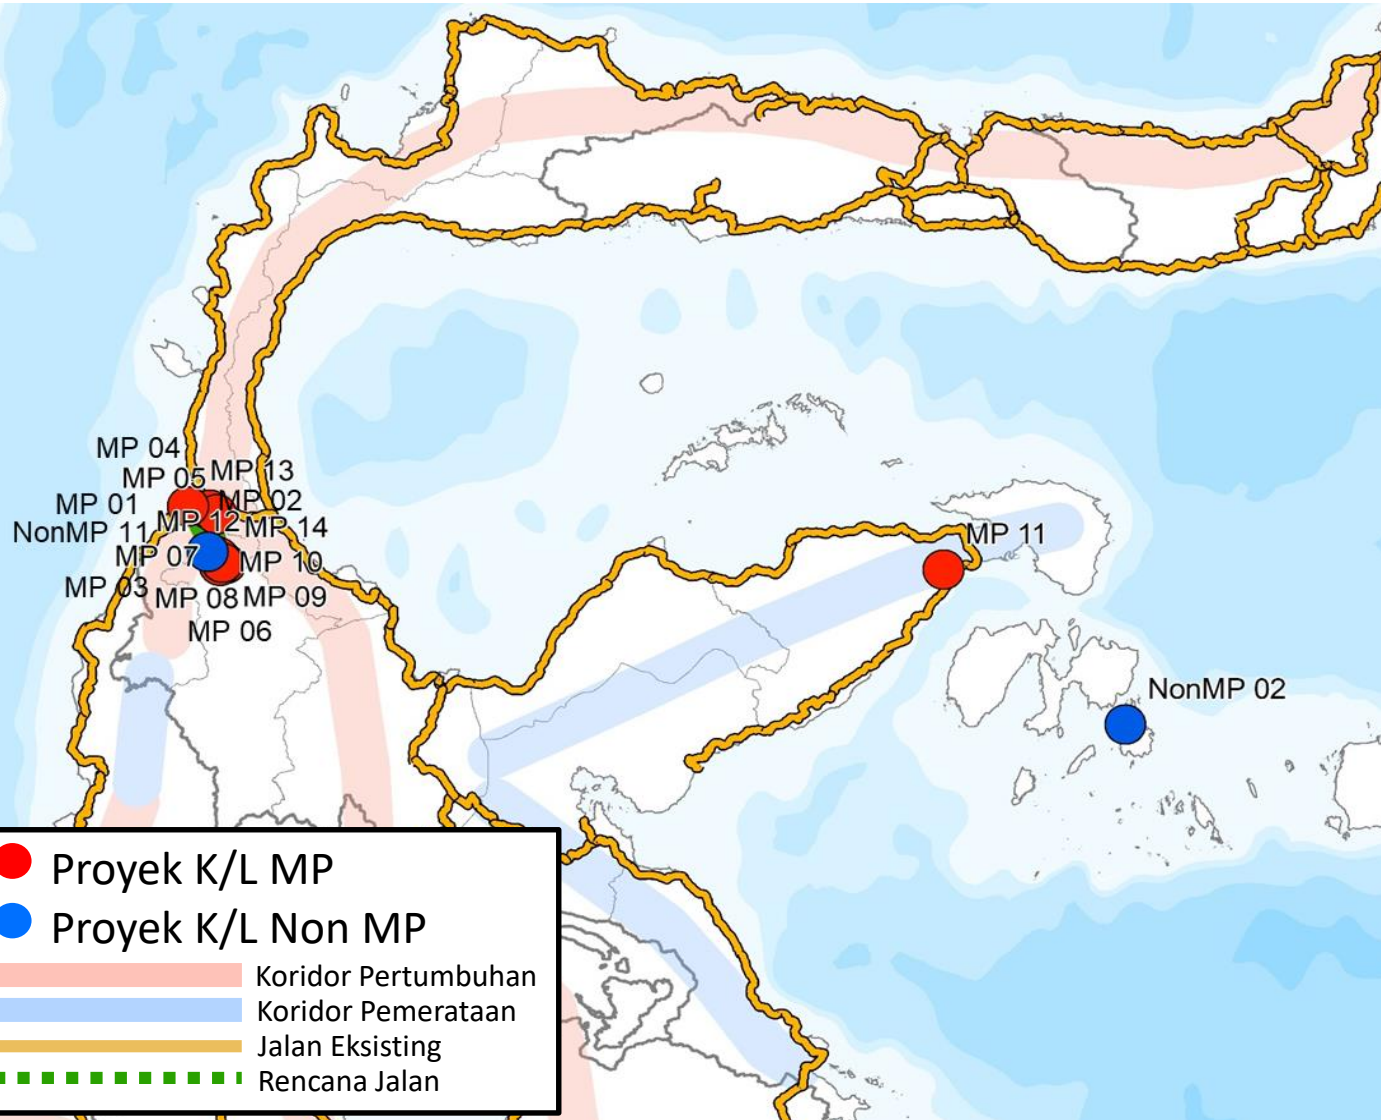 MP 04
MP 05
MP 13
MP 01
MP 02
NonMP 11
MP 12
MP 14
MP 07
MP 10
MP 03
MP 08
MP 09
MP 06
MP 11
NonMP 02
Proyek K/L MP
Proyek K/L Non MP
Koridor Pertumbuhan
Koridor Pemerataan
Jalan Eksisting
Rencana Jalan